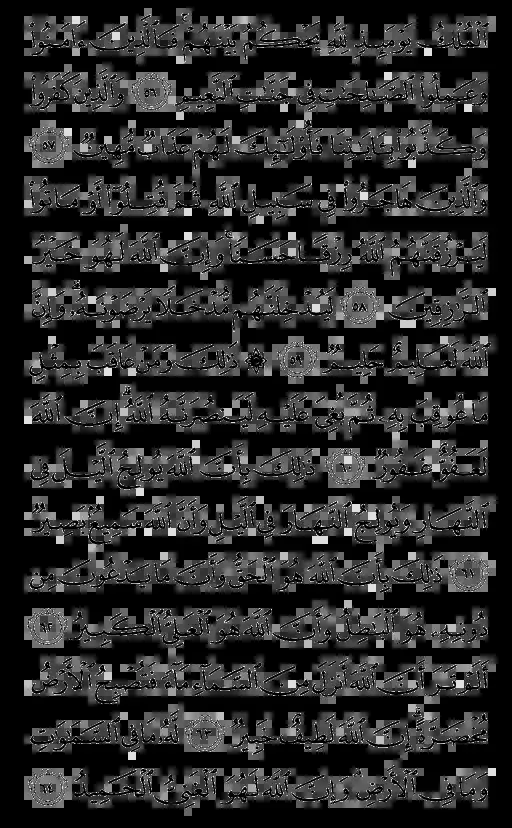 ٱلْمُلْكُ يَوْمَئِذٍ لِّلَّهِ يَحْكُمُ بَيْنَهُمْ ۚ فَٱلَّذِينَ ءَامَنُوا۟
وَعَمِلُوا۟ ٱلصَّـٰلِحَـٰتِ فِى جَنَّـٰتِ ٱلنَّعِيمِ ٥٦ وَٱلَّذِينَ كَفَرُوا۟
وَكَذَّبُوا۟ بِـَٔايَـٰتِنَا فَأُو۟لَـٰٓئِكَ لَهُمْ عَذَابٌ مُّهِينٌ ٥٧
وَٱلَّذِينَ هَاجَرُوا۟ فِى سَبِيلِ ٱللَّهِ ثُمَّ قُتِلُوٓا۟ أَوْ مَاتُوا۟
لَيَرْزُقَنَّهُمُ ٱللَّهُ رِزْقًا حَسَنًا ۚ وَإِنَّ ٱللَّهَ لَهُوَ خَيْرُ
ٱلرَّٰزِقِينَ ٥٨ لَيُدْخِلَنَّهُم مُّدْخَلًا يَرْضَوْنَهُۥ ۗ وَإِنَّ
ٱللَّهَ لَعَلِيمٌ حَلِيمٌ ٥٩ ۞ ذَٰلِكَ وَمَنْ عَاقَبَ بِمِثْلِ
مَا عُوقِبَ بِهِۦ ثُمَّ بُغِىَ عَلَيْهِ لَيَنصُرَنَّهُ ٱللَّهُ ۗ إِنَّ ٱللَّهَ
لَعَفُوٌّ غَفُورٌ ٦٠ ذَٰلِكَ بِأَنَّ ٱللَّهَ يُولِجُ ٱلَّيْلَ فِى
ٱلنَّهَارِ وَيُولِجُ ٱلنَّهَارَ فِى ٱلَّيْلِ وَأَنَّ ٱللَّهَ سَمِيعٌۢ بَصِيرٌ
٦١ ذَٰلِكَ بِأَنَّ ٱللَّهَ هُوَ ٱلْحَقُّ وَأَنَّ مَا يَدْعُونَ مِن
دُونِهِۦ هُوَ ٱلْبَـٰطِلُ وَأَنَّ ٱللَّهَ هُوَ ٱلْعَلِىُّ ٱلْكَبِيرُ ٦٢
أَلَمْ تَرَ أَنَّ ٱللَّهَ أَنزَلَ مِنَ ٱلسَّمَآءِ مَآءً فَتُصْبِحُ ٱلْأَرْضُ
مُخْضَرَّةً ۗ إِنَّ ٱللَّهَ لَطِيفٌ خَبِيرٌ ٦٣ لَّهُۥ مَا فِى ٱلسَّمَـٰوَٰتِ
وَمَا فِى ٱلْأَرْضِ ۗ وَإِنَّ ٱللَّهَ لَهُوَ ٱلْغَنِىُّ ٱلْحَمِيدُ ٦٤